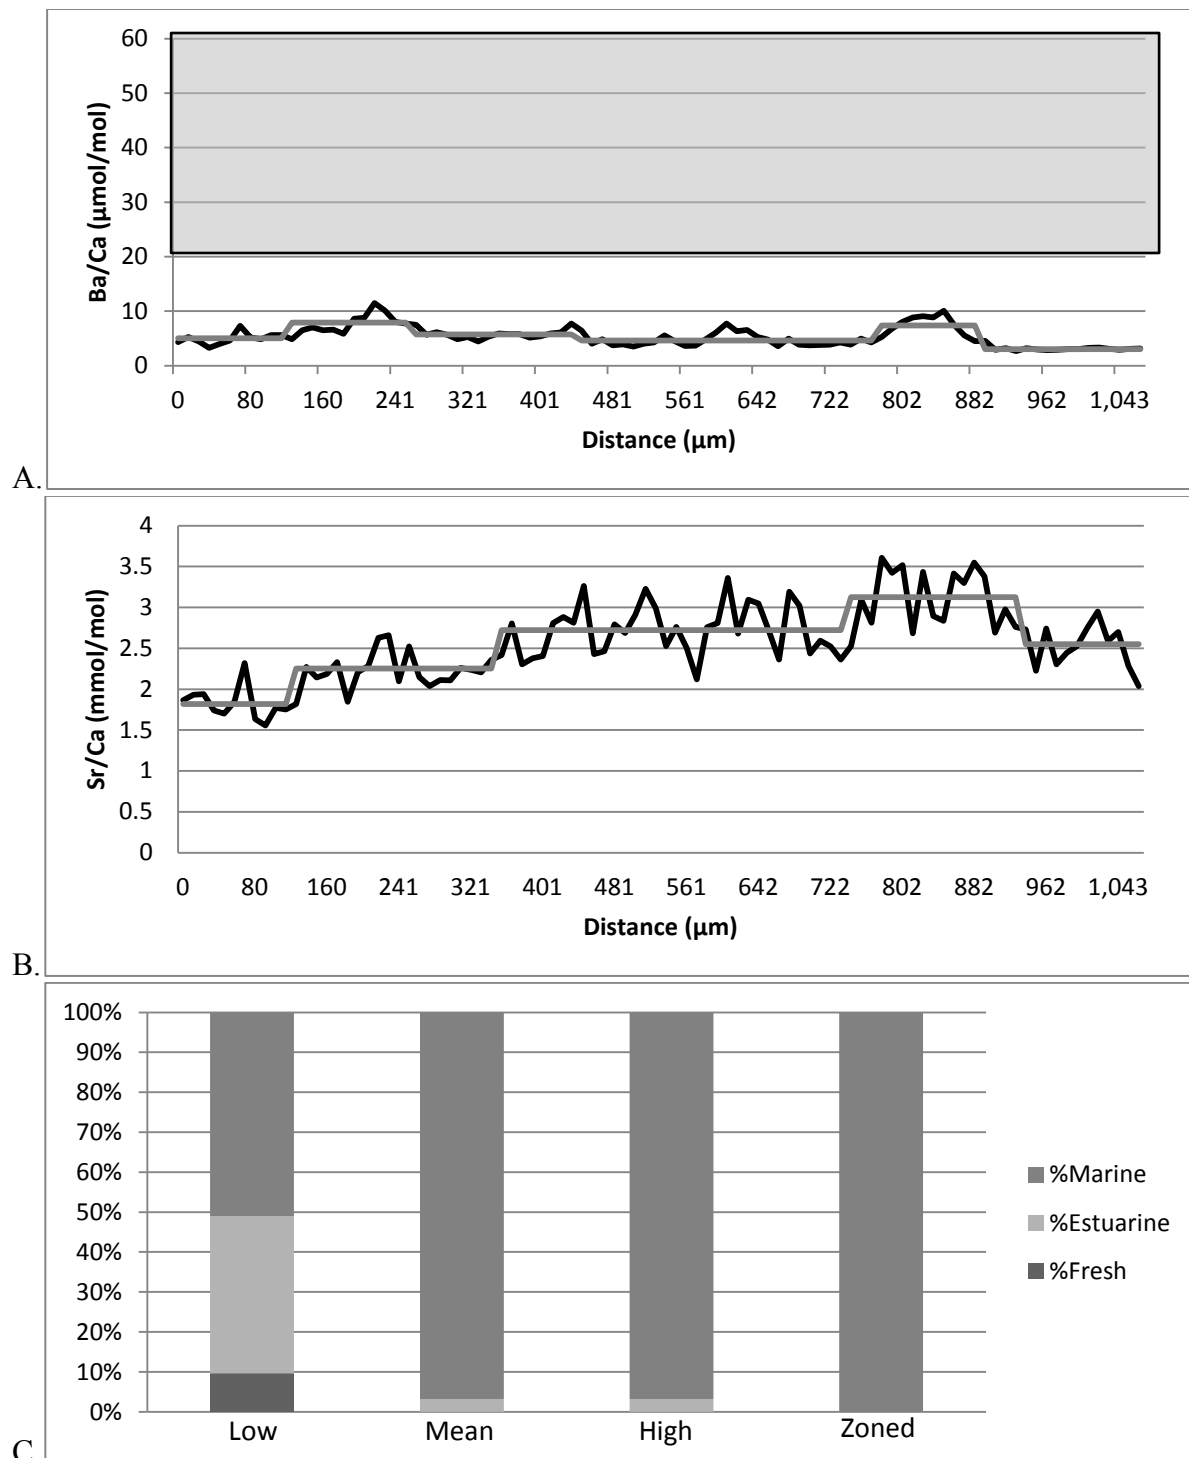 60
50
40
30
20
10
0
Ba/Ca (µmol/mol)
0 80 160 241 321 401 481 561 642 722 802 882 962 1,043
Distance (µm)
A.
4
3.5
3
2.5
2
1.5
1
0.5
0
Sr/Ca (mmol/mol)
0 80 160 241 321 401 481 561 642 722 802 882 962 1,043
Distance (µm)
B.
100%
90%
80%
70%
60%
50%
40%
30%
20%
10%
0%
Low Mean High Zoned
%Marine
%Estuarine
%Fresh
C